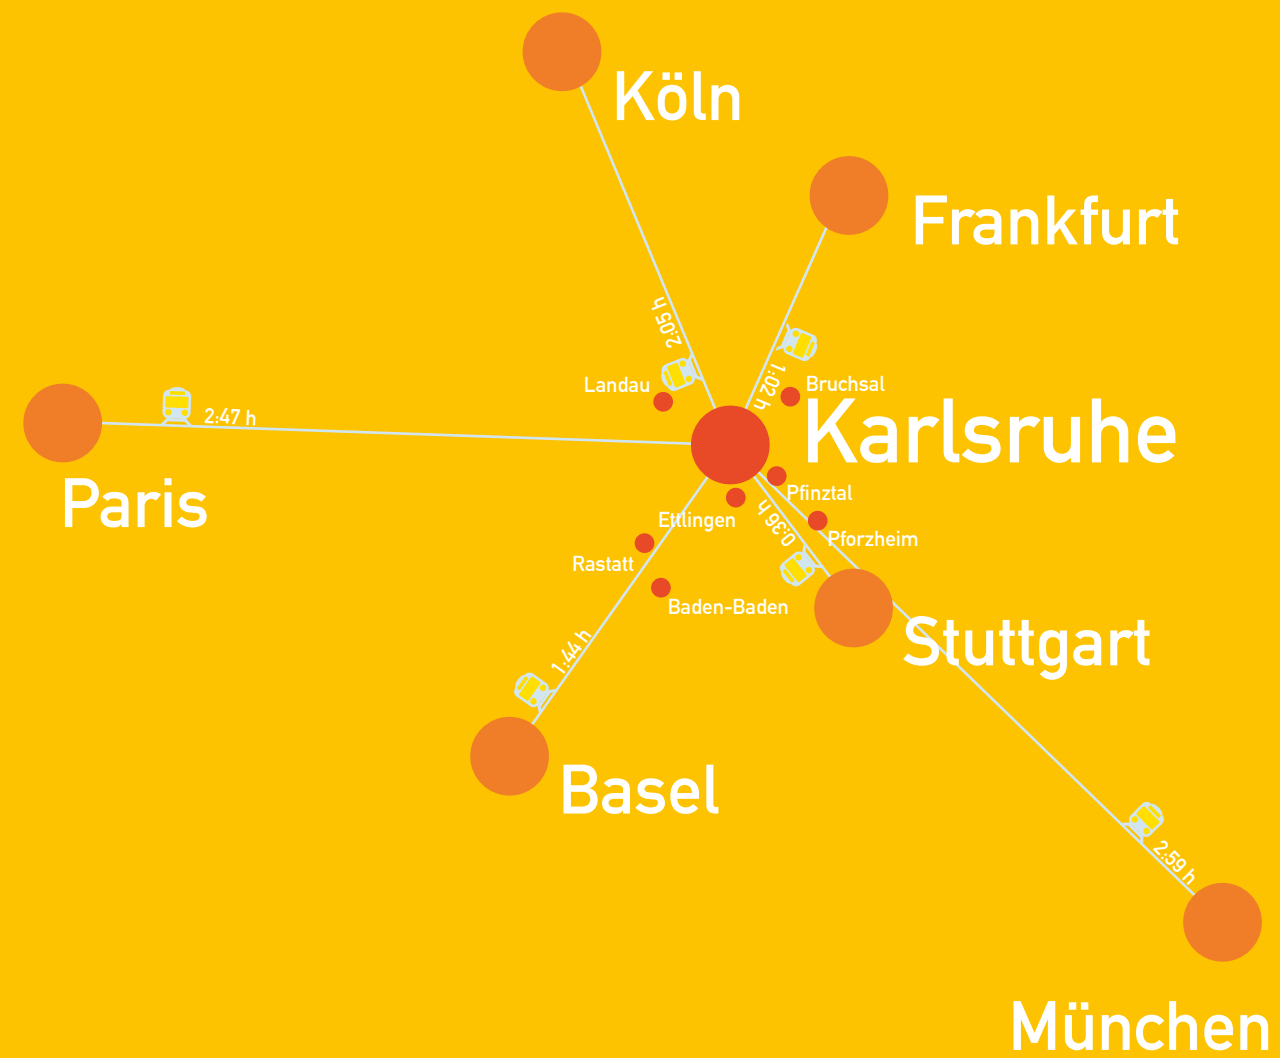 Köln
Frankfurt
2:05 h
1:02 h
Landau
Bruchsal
Karlsruhe
2:47 h
Paris
Pfinztal
Ettlingen
0:36 h
Pforzheim
Rastatt
Baden-Baden
Stuttgart
1:44 h
Basel
2:59 h
München